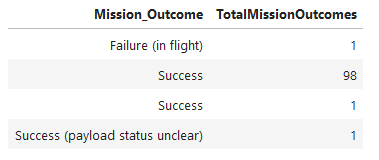 Mission_Outcome TotalMissionOutcomes
Failure (in flight) 1
Success 98
Success 1
Success (payload status unclear) 1